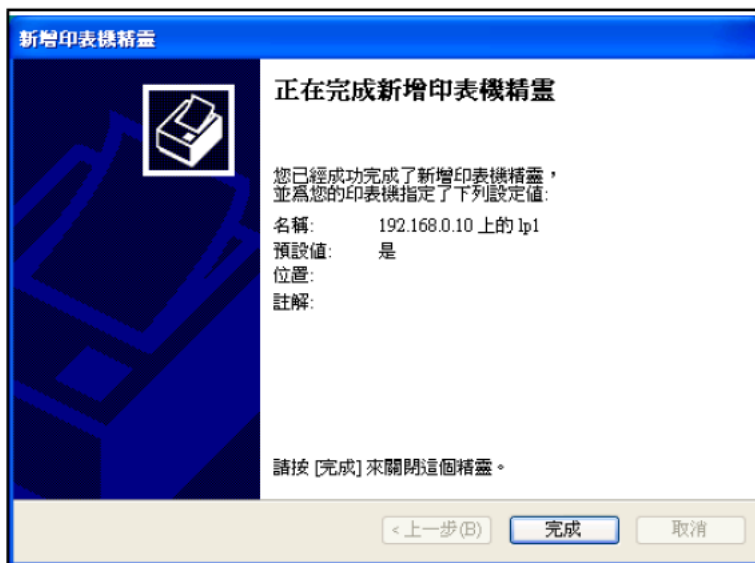 新增印表機精靈
正在完成新增印表機精靈
您已經成功完成了新增印表機精靈，
並為您的印表機指定了下列設定值:
名稱: 192.168.0.10 上的 lp1
預設值: 是
位置:
註解:
請按 [完成] 來關閉這個精靈。
<上一步(B) 完成 取消